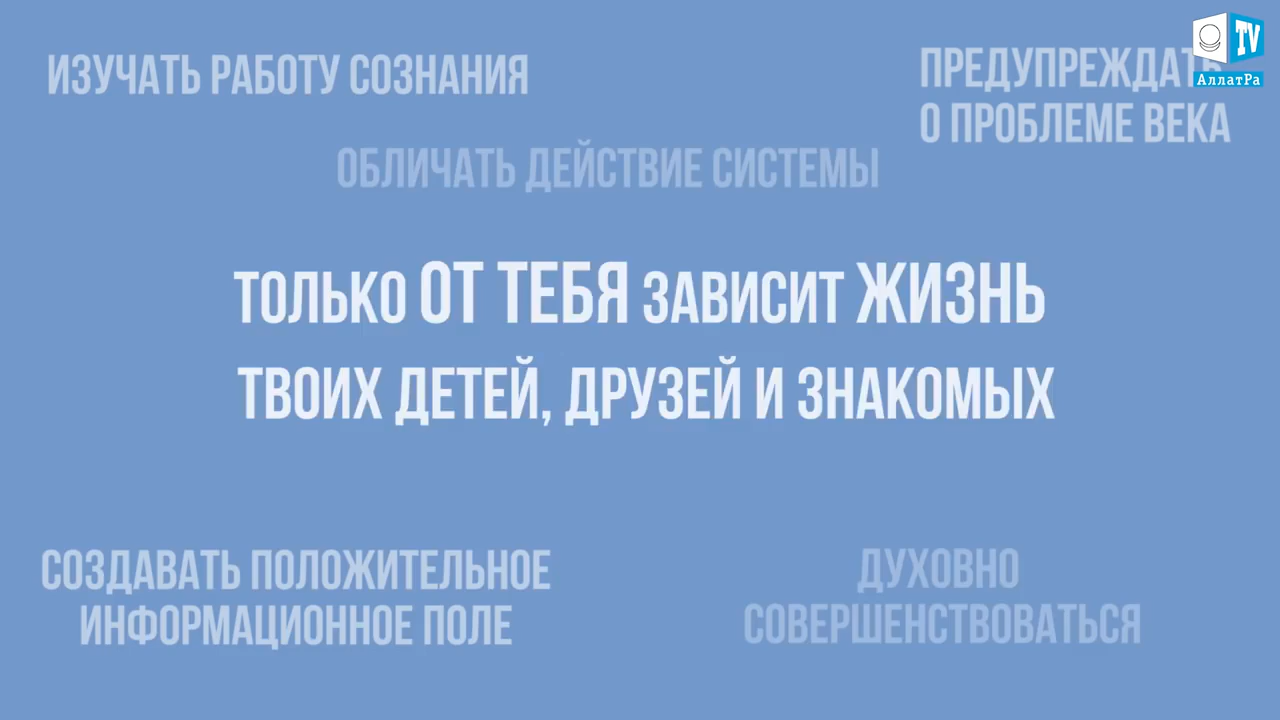 ИЗУЧАТЬ РАБОТУ СОЗНАНИЯ
ПРЕДУПРЕЖДАТЬ
О ПРОБЛЕМЕ ВЕКА
TV
АллатРа
ОБЛИЧАТЬ ДЕЙСТВИЕ СИСТЕМЫ
ТОЛЬКО ОТ ТЕБЯ ЗАВИСИТ ЖИЗНЬ
ТВОИХ ДЕТЕЙ, ДРУЗЕЙ И ЗНАКОМЫХ
СОЗДАВАТЬ ПОЛОЖИТЕЛЬНОЕ
ИНФОРМАЦИОННОЕ ПОЛЕ
ДУХОВНО
СОВЕРШЕНСТВОВАТЬСЯ